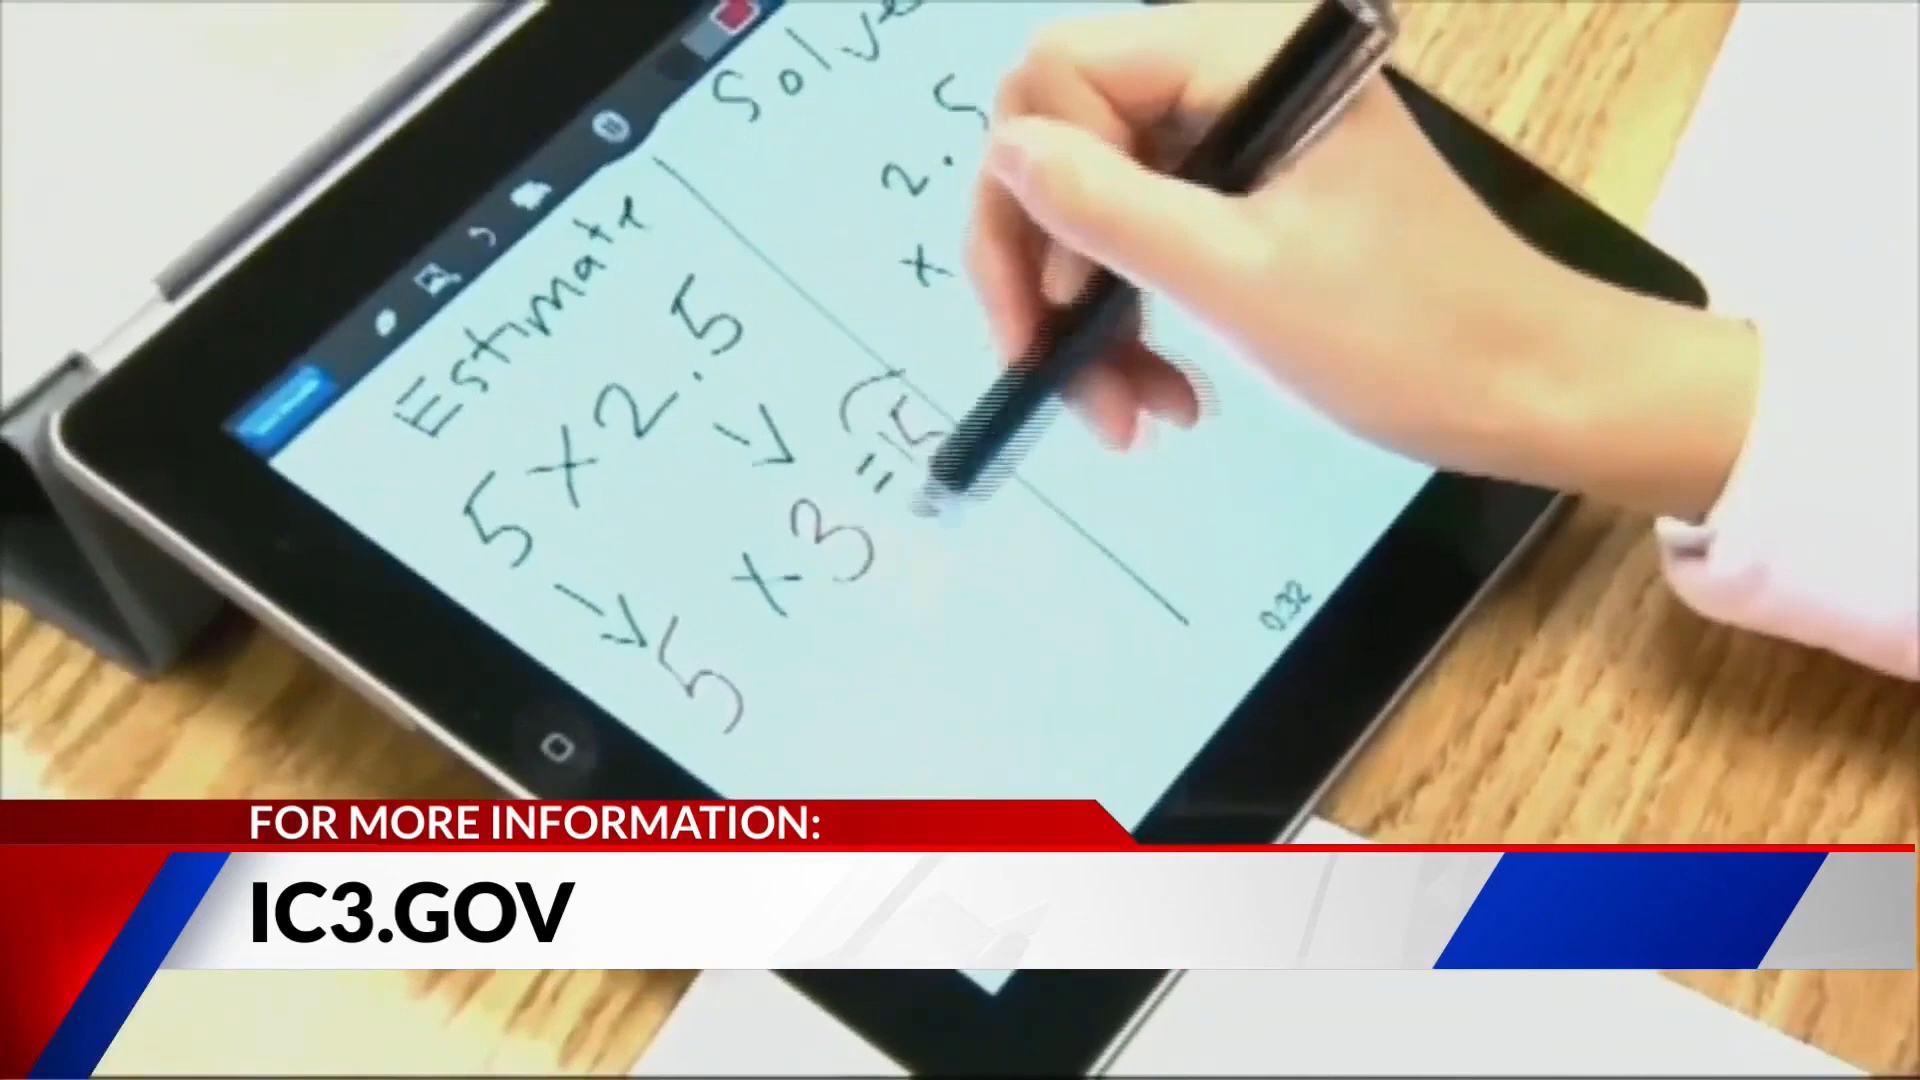 Estimate
5 x 2.5
5 x 3 = 15
Solve
2.5
x
0:32
FOR MORE INFORMATION:
IC3.GOV